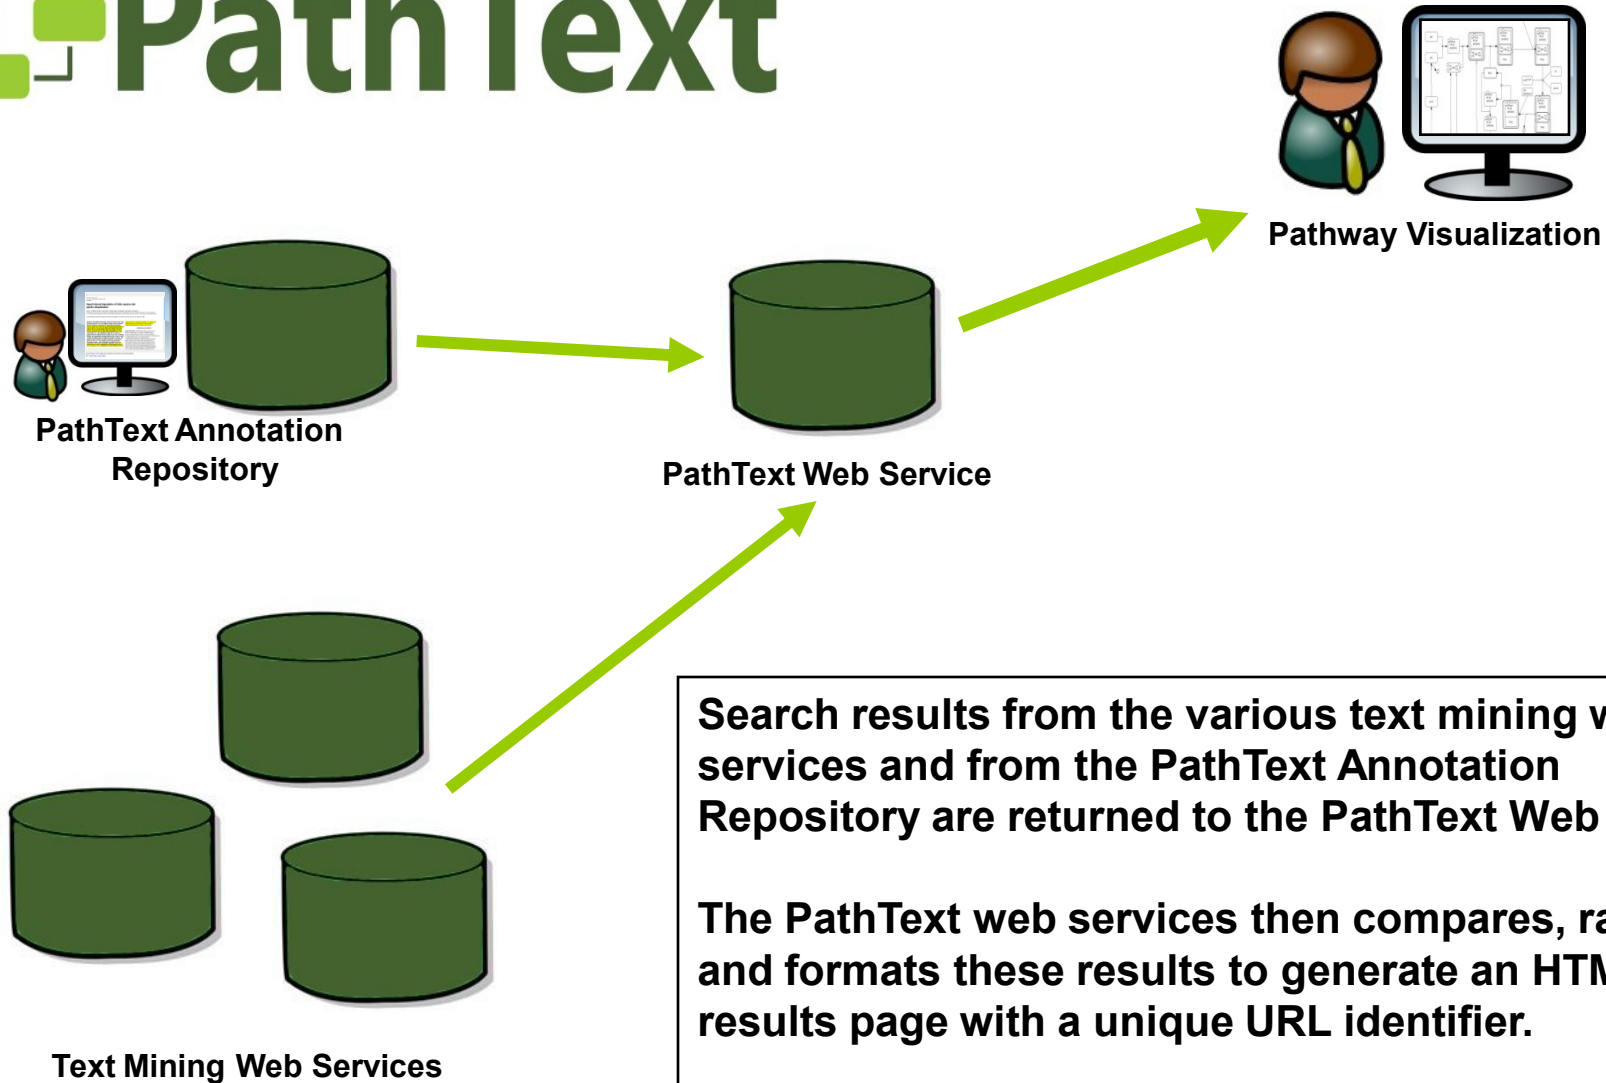 PathText
Pathway Visualization
PathText Annotation
Repository
PathText Web Service
Search results from the various text mining
services and from the PathText Annotation
Repository are returned to the PathText Web
The PathText web services then compares,
and formats these results to generate an
results page with a unique URL identifier.
Text Mining Web Services